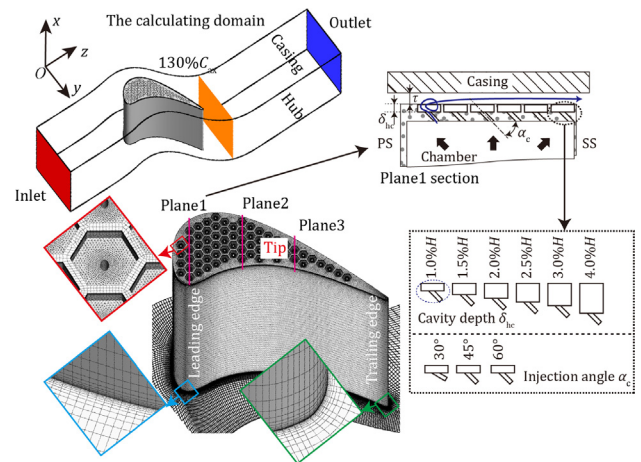 The calculating domain
Outlet
x
z
O
y
130%Cax
Casing
Hub
Inlet
Casing
τ
δhc
αc
PS
SS
Chamber
Plane1 section
Plane1
Plane2
Plane3
Tip
Leading edge
Trailing edge
1.0%H
1.5%H
2.0%H
2.5%H
3.0%H
4.0%H
Cavity depth δhc
30°
45°
60°
Injection angle αc